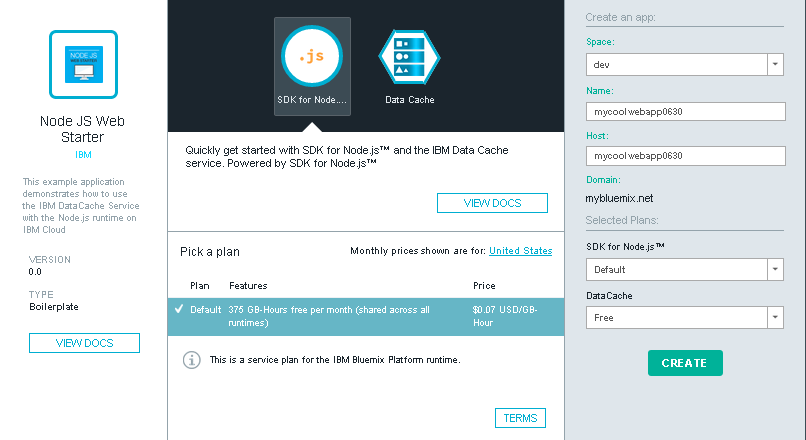 NODE JS
WEB STARTER
Node JS Web
Starter
IBM
This example application
demonstrates how to use
the IBM DataCache Service
with the Node.js runtime on
IBM Cloud
VERSION
0.0
TYPE
Boilerplate
VIEW DOCS
.js
SDK for Node....
Data Cache
Quickly get started with SDK for Node.js™ and the IBM Data Cache
service. Powered by SDK for Node.js™
VIEW DOCS
Pick a plan
Monthly prices shown are for: United States
Plan Features Price
Default 375 GB-Hours free per month (shared across all $0.07 USD/GB-
runtimes) Hour
This is a service plan for the IBM Bluemix Platform runtime.
TERMS
Create an app:
Space:
dev
Name:
mycoolwebapp0630
Host:
mycoolwebapp0630
Domain:
mybluemix.net
Selected Plans:
SDK for Node.js™
Default
DataCache
Free
CREATE